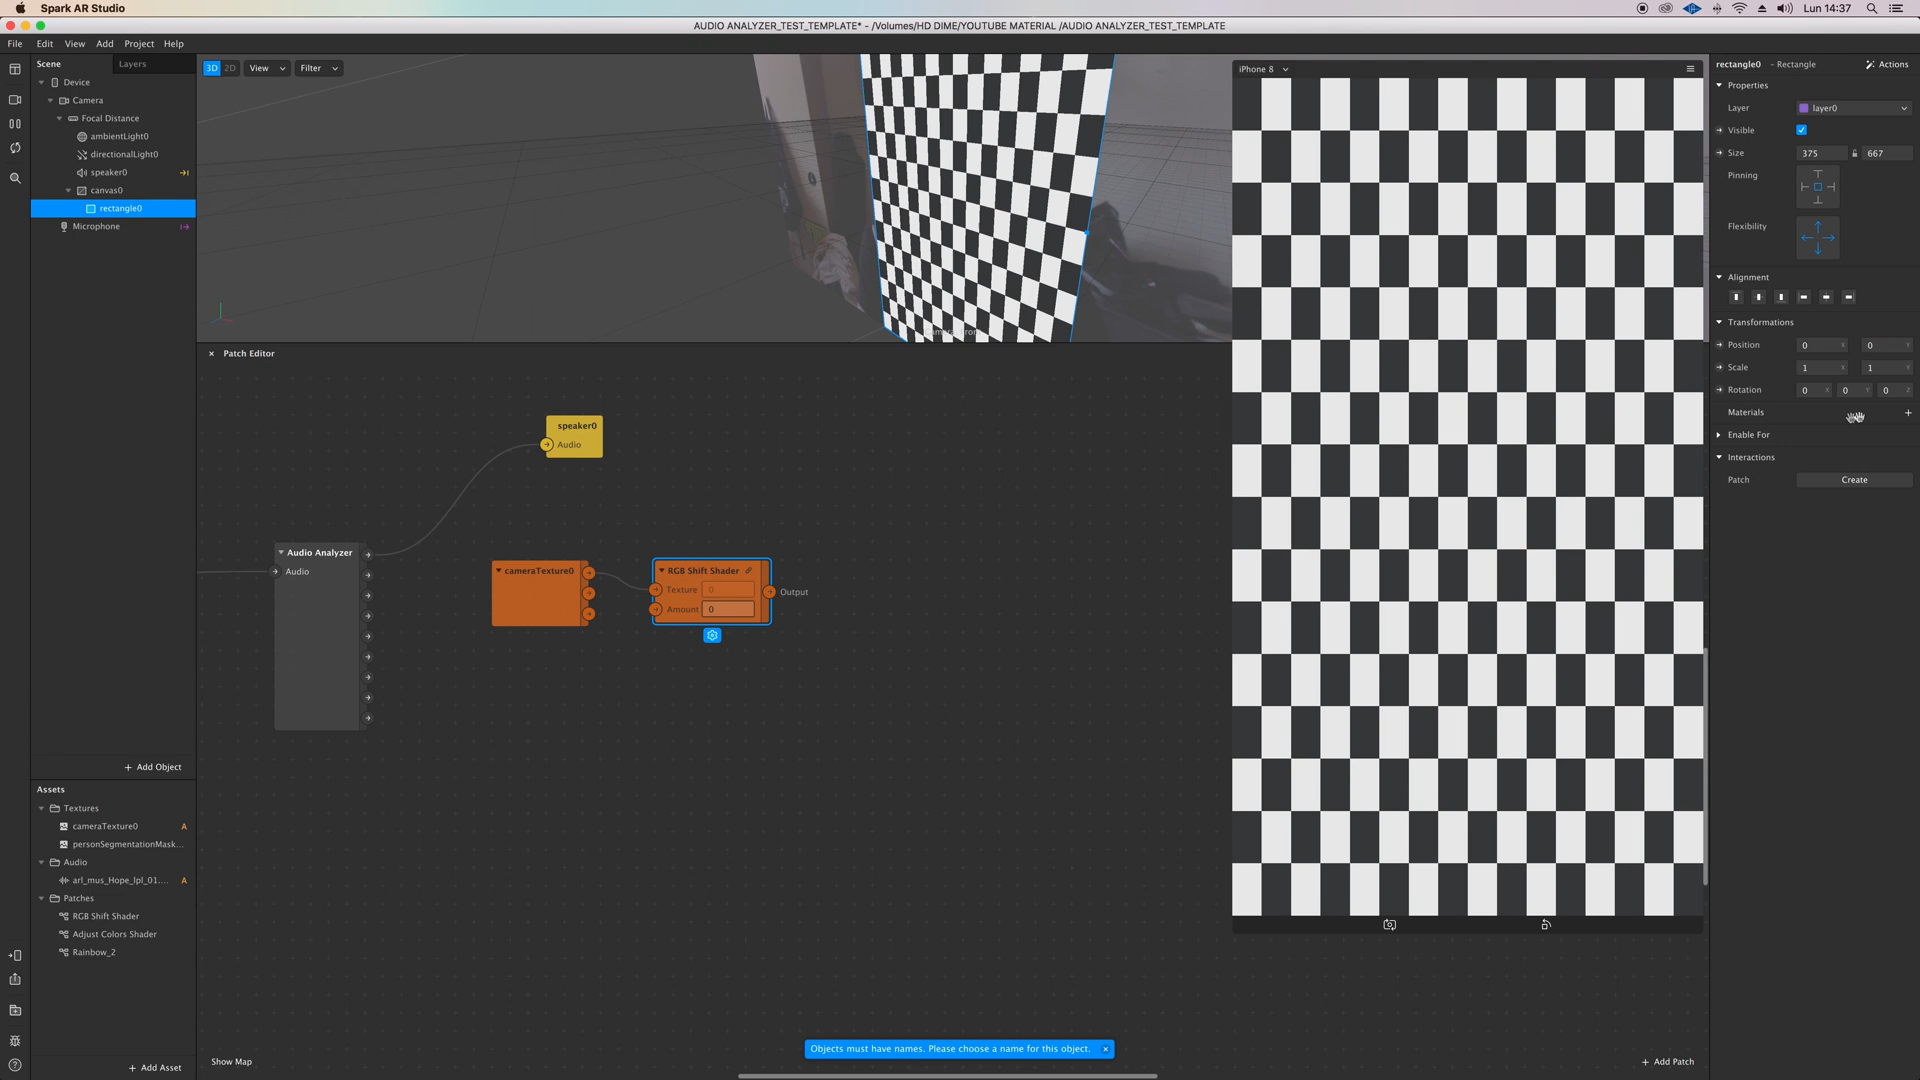 Spark AR Studio
Lun 14:37
AUDIO ANALYZER_TEST_TEMPLATE* - /Volumes/HD DIME/YOUTUBE MATERIAL /AUDIO ANALYZER_TEST_TEMPLATE
File Edit View Add Project Help
Scene Layers
Device
Camera
Focal Distance
ambientLight0
directionalLight0
speaker0
canvas0
rectangle0
Microphone
+ Add Object
Assets
Textures
cameraTexture0 A
personSegmentationMask...
Audio
arl_mus_Hope_lpl_01.... A
Patches
RGB Shift Shader
Adjust Colors Shader
Rainbow_2
+ Add Asset
3D 2D View Filter
Patch Editor
speaker0
Audio
Audio Analyzer
Audio
cameraTexture0
RGB Shift Shader
Texture 0
Amount 0
Output
Show Map
Objects must have names. Please choose a name for this object.
+ Add Patch
iPhone 8
rectangle0 - Rectangle Actions
Properties
Layer layer0
Visible
Size 375 667
Pinning
Flexibility
Alignment
Transformations
Position 0 X 0 Y
Scale 1 X 1 Y
Rotation 0 X 0 Y 0 Z
Materials +
Enable For
Interactions
Patch Create